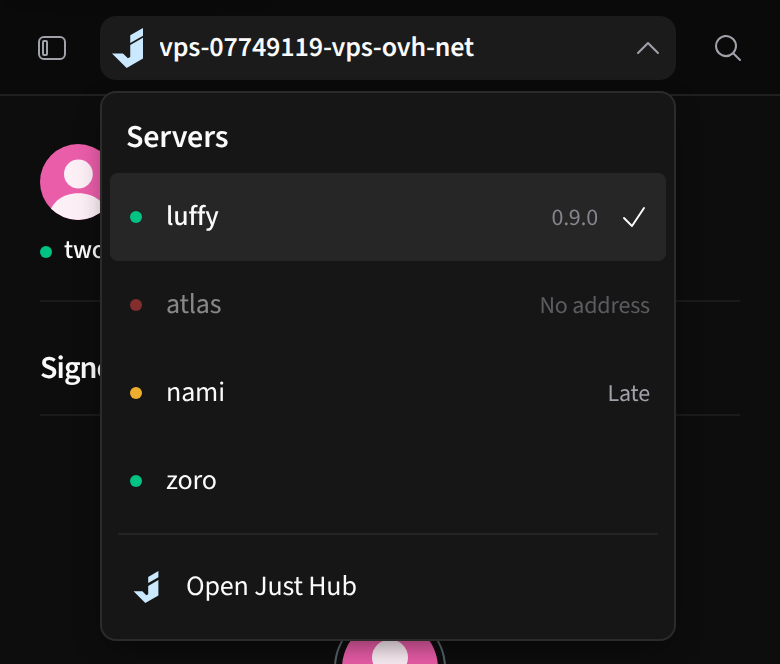 vps-07749119-vps-ovh-net
Servers
luffy 0.9.0
atlas No address
nami Late
zoro
Open Just Hub